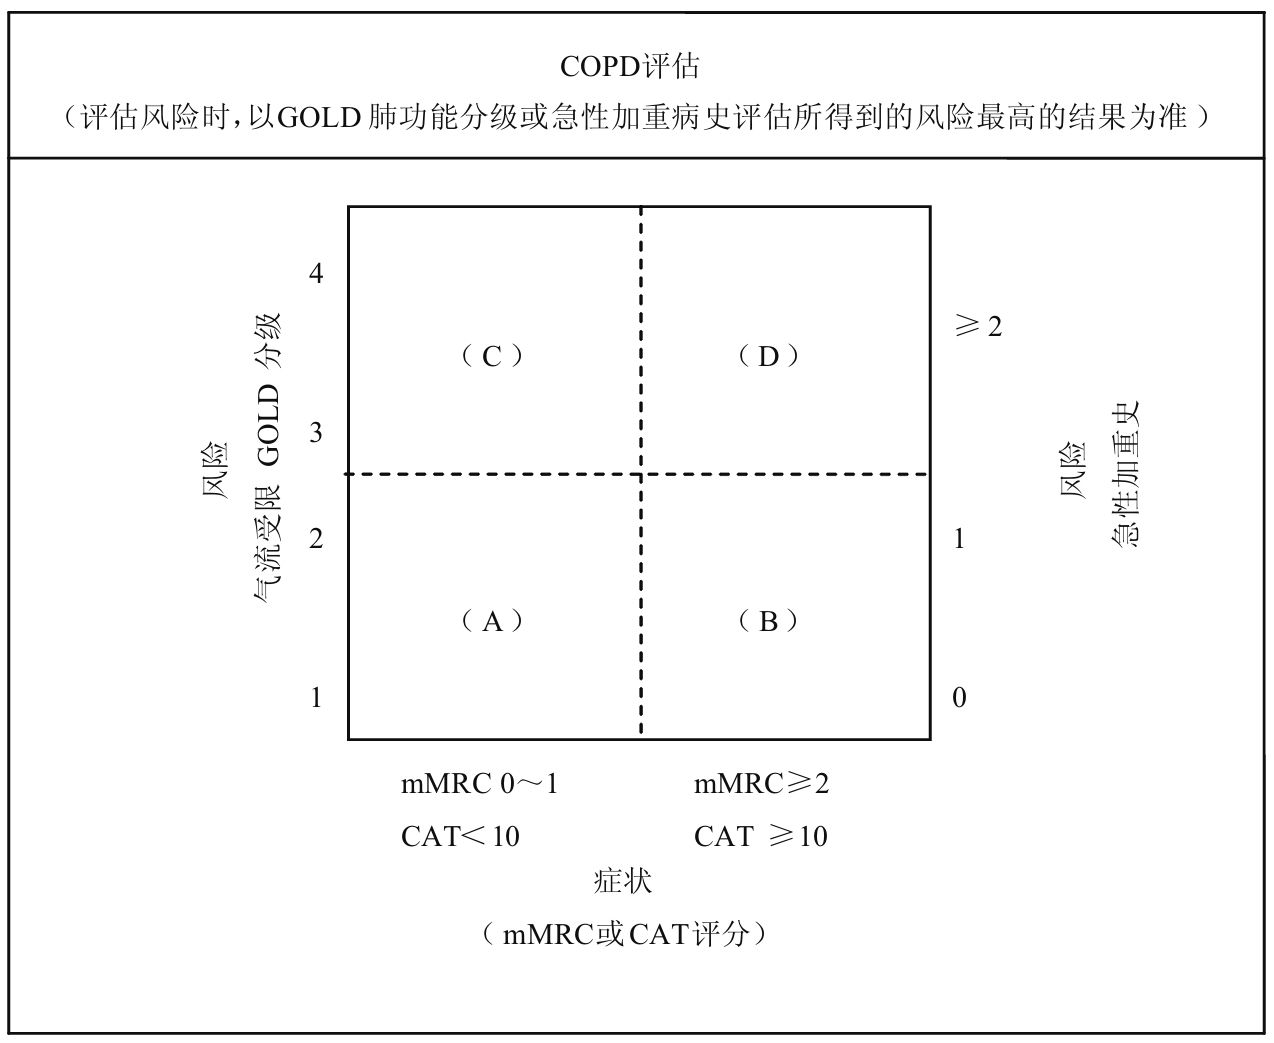 COPD评估
（评估风险时,以GOLD 肺功能分级或急性加重病史评估所得到的风险最高的结果为准）
风险
气流受限 GOLD 分级
4
3
2
1
（C）
（D）
（A）
（B）
≥2
1
0
风险
急性加重史
mMRC 0～1
mMRC≥2
CAT＜10
CAT ≥10
症状
（mMRC或CAT评分）